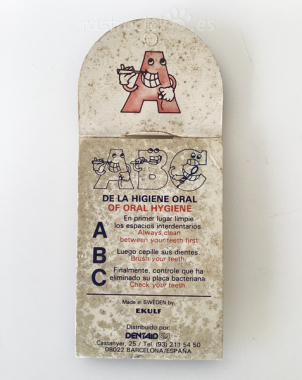 A
ABC
DE LA HIGIENE ORAL
OF ORAL HYGIENE
A
En primer lugar limpie
los espacios interdentarios
Always clean
between your teeth first
B
Luego cepille sus dientes.
Brush your teeth.
C
Finalmente, controle que ha
eliminado su placa bacteriana
Check your teeth
Made in SWEDEN by:
EKULF
Distribuido por:
DENTAID
Castanyer, 25 / Tel. (93) 211 54 50
08022 BARCELONA/ESPAÑA